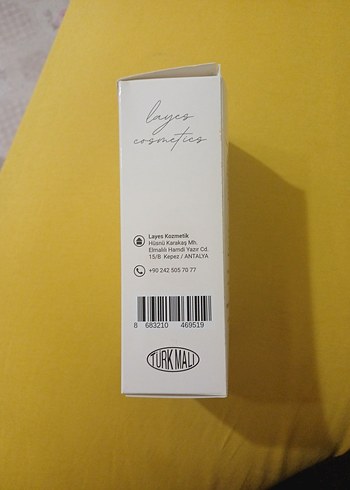 layes
cosmetics
Layes Kozmetik
Hüsnü Karakaş Mh.
Elmalılı Hamdi Yazır Cd.
15/B Kepez / ANTALYA
+90 242 505 70 77
8 683210 469519
TÜRK MALI